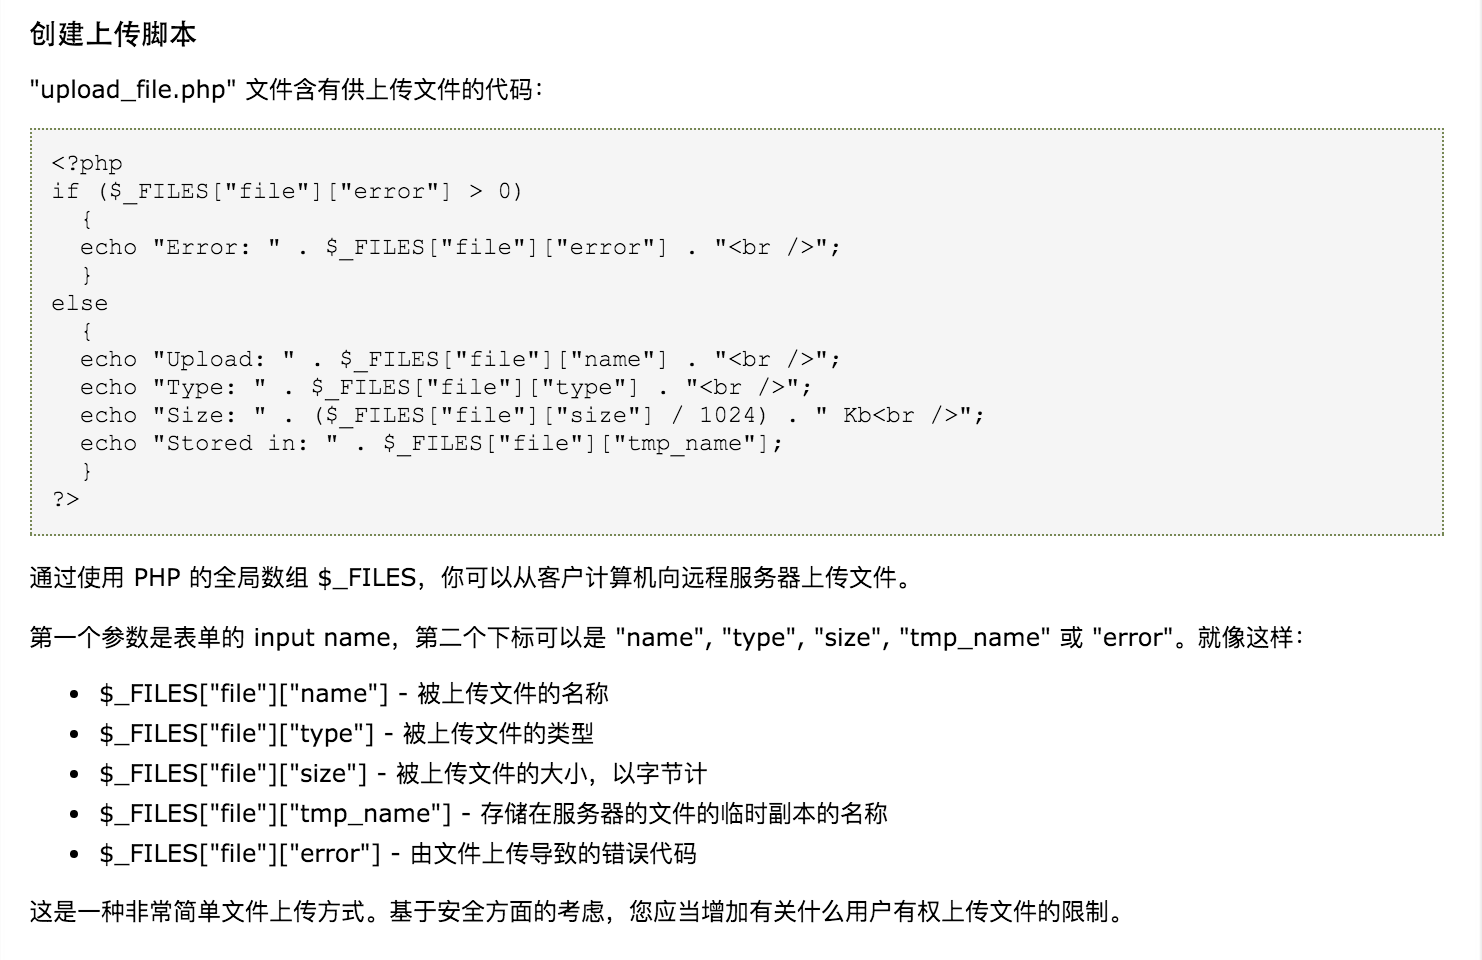 创建上传脚本
"upload_file.php" 文件含有供上传文件的代码：
<?php
if ($_FILES["file"]["error"] > 0)
  {
  echo "Error: " . $_FILES["file"]["error"] . "<br />";
  }
else
  {
  echo "Upload: " . $_FILES["file"]["name"] . "<br />";
  echo "Type: " . $_FILES["file"]["type"] . "<br />";
  echo "Size: " . ($_FILES["file"]["size"] / 1024) . " Kb<br />";
  echo "Stored in: " . $_FILES["file"]["tmp_name"];
  }
?>
通过使用 PHP 的全局数组 $_FILES，你可以从客户计算机向远程服务器上传文件。
第一个参数是表单的 input name，第二个下标可以是 "name", "type", "size", "tmp_name" 或 "error"。就像这样：
• $_FILES["file"]["name"] - 被上传文件的名称
• $_FILES["file"]["type"] - 被上传文件的类型
• $_FILES["file"]["size"] - 被上传文件的大小，以字节计
• $_FILES["file"]["tmp_name"] - 存储在服务器的文件的临时副本的名称
• $_FILES["file"]["error"] - 由文件上传导致的错误代码
这是一种非常简单文件上传方式。基于安全方面的考虑，您应当增加有关什么用户有权上传文件的限制。